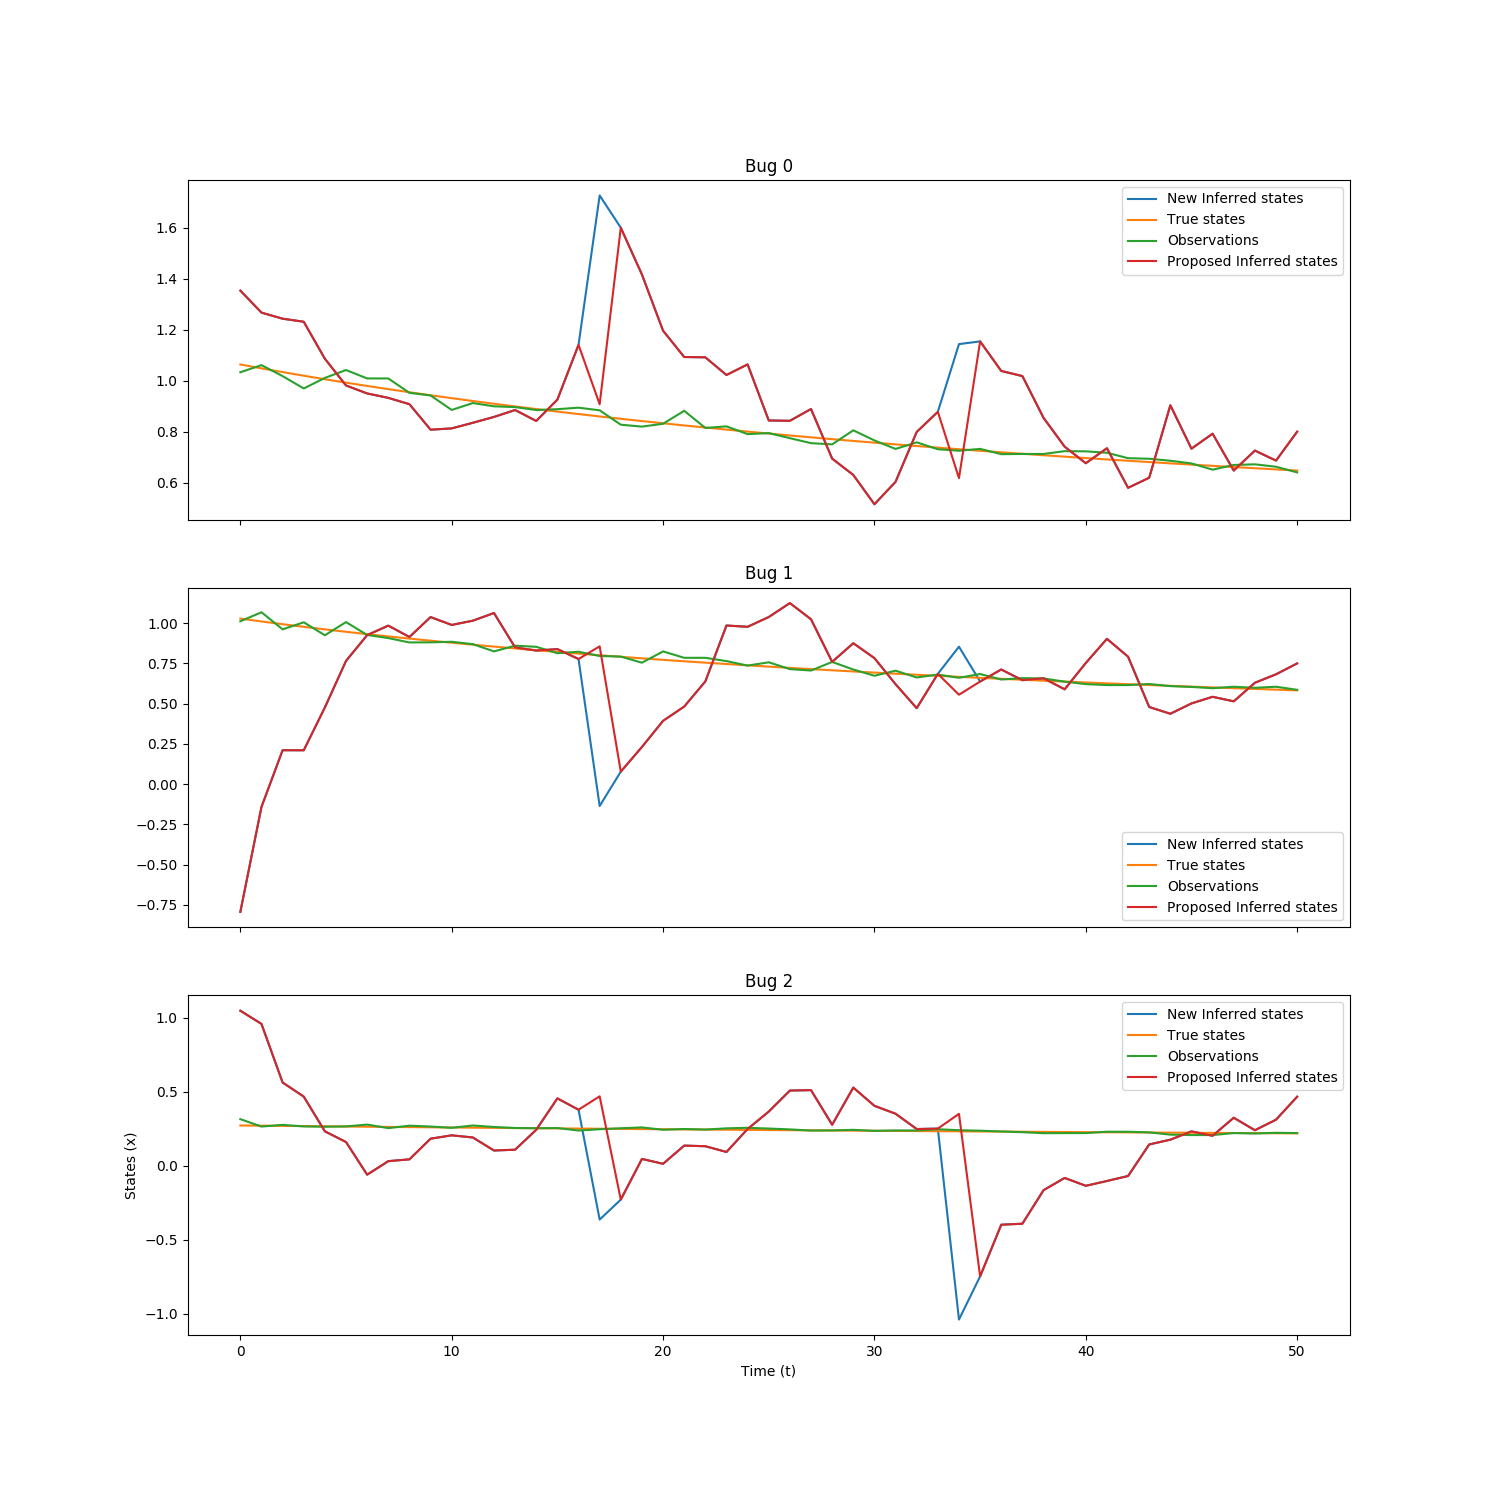 Bug 0
1.6
1.4
1.2
1.0
0.8
0.6
New Inferred states
True states
Observations
Proposed Inferred states
Bug 1
1.00
0.75
0.50
0.25
0.00
−0.25
−0.50
−0.75
New Inferred states
True states
Observations
Proposed Inferred states
Bug 2
1.0
0.5
0.0
−0.5
−1.0
States (x)
New Inferred states
True states
Observations
Proposed Inferred states
0 10 20 30 40 50
Time (t)